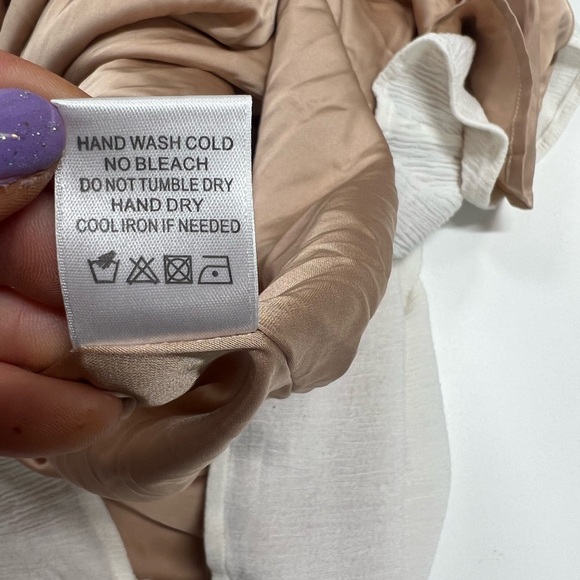 HAND WASH COLD
NO BLEACH
DO NOT TUMBLE DRY
HAND DRY
COOL IRON IF NEEDED